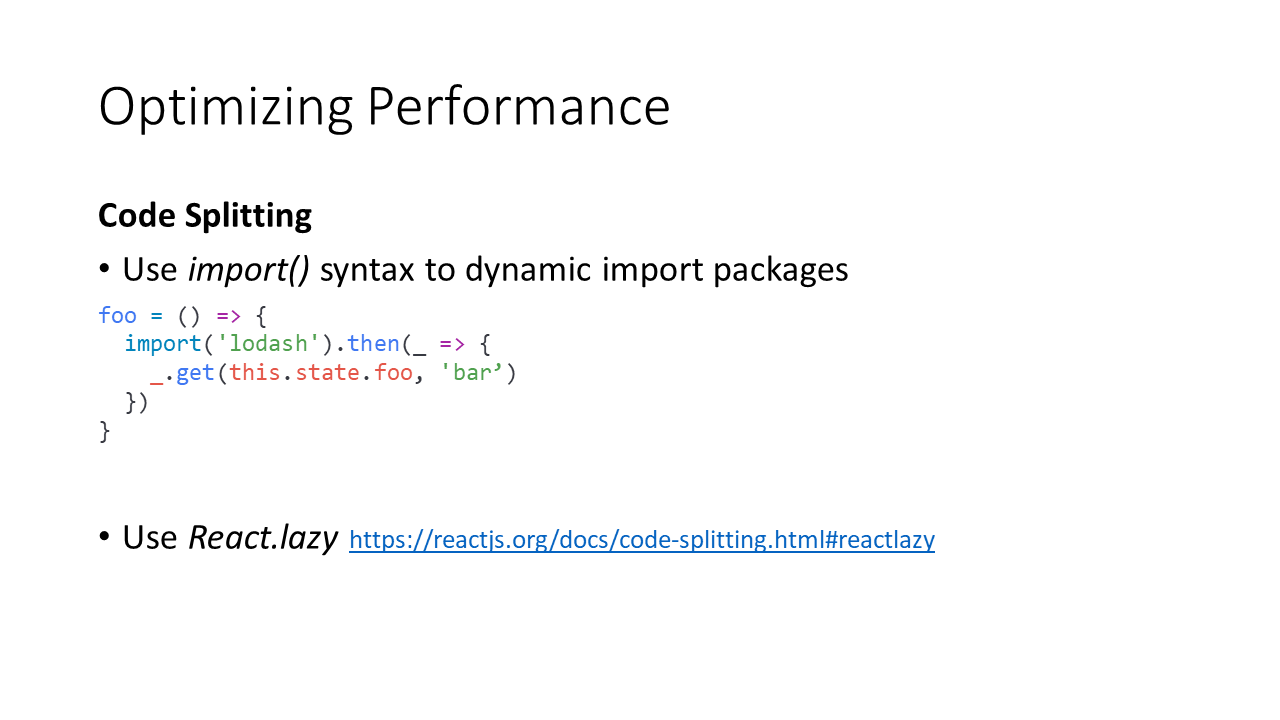 Optimizing Performance
Code Splitting
• Use import() syntax to dynamic import packages
foo = () => {
  import('lodash').then(_ => {
    _.get(this.state.foo, 'bar’)
  })
}
• Use React.lazy https://reactjs.org/docs/code-splitting.html#reactlazy